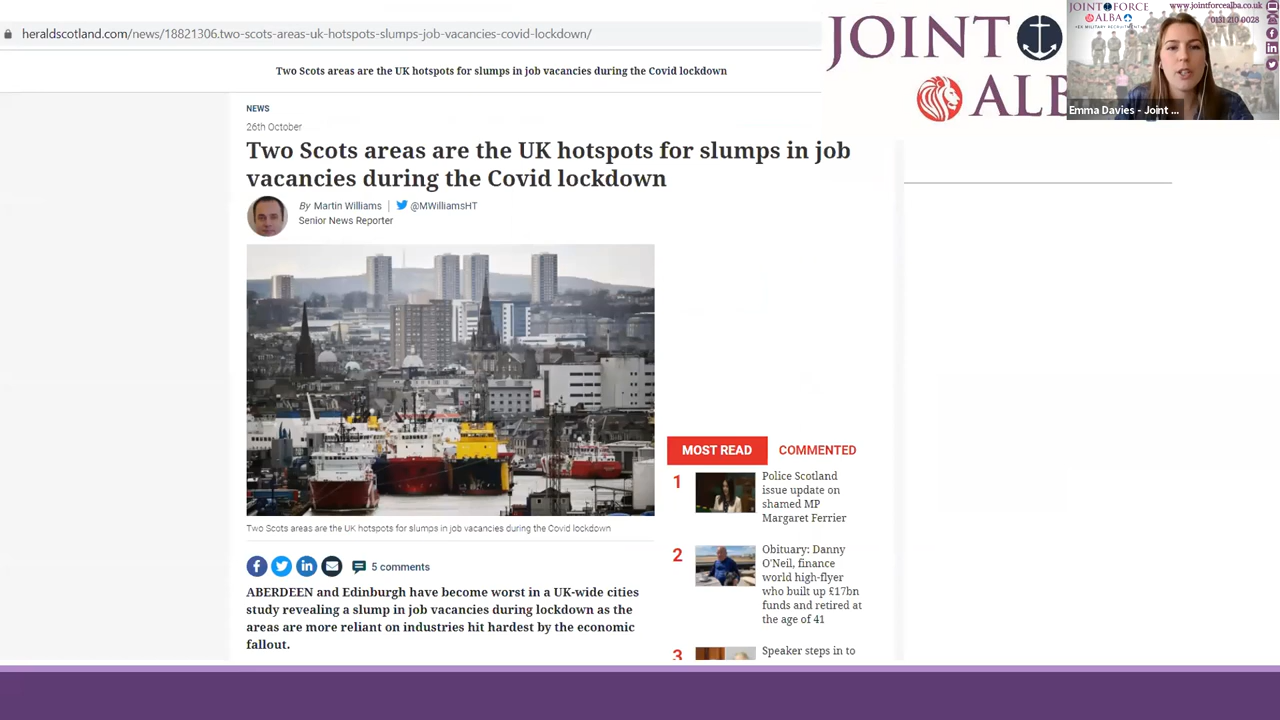 heraldscotland.com/news/18821306.two-scots-areas-uk-hotspots-slumps-job-vacancies-covid-lockdown/
Two Scots areas are the UK hotspots for slumps in job vacancies during the Covid lockdown
NEWS
26th October
Two Scots areas are the UK hotspots for slumps in job
vacancies during the Covid lockdown
By Martin Williams | @MWilliamsHT
Senior News Reporter
Two Scots areas are the UK hotspots for slumps in job vacancies during the Covid lockdown
5 comments
ABERDEEN and Edinburgh have become worst in a UK-wide cities
study revealing a slump in job vacancies during lockdown as the
areas are more reliant on industries hit hardest by the economic
fallout.
MOST READ
COMMENTED
1
Police Scotland
issue update on
shamed MP
Margaret Ferrier
2
Obituary: Danny
O'Neil, finance
world high-flyer
who built up £17bn
funds and retired at
the age of 41
3
Speaker steps in to
JOINT
ALB
JOINT FORCE
ALBA
www.jointforcealba.co.uk
0131 210 0028
Emma Davies - Joint ...